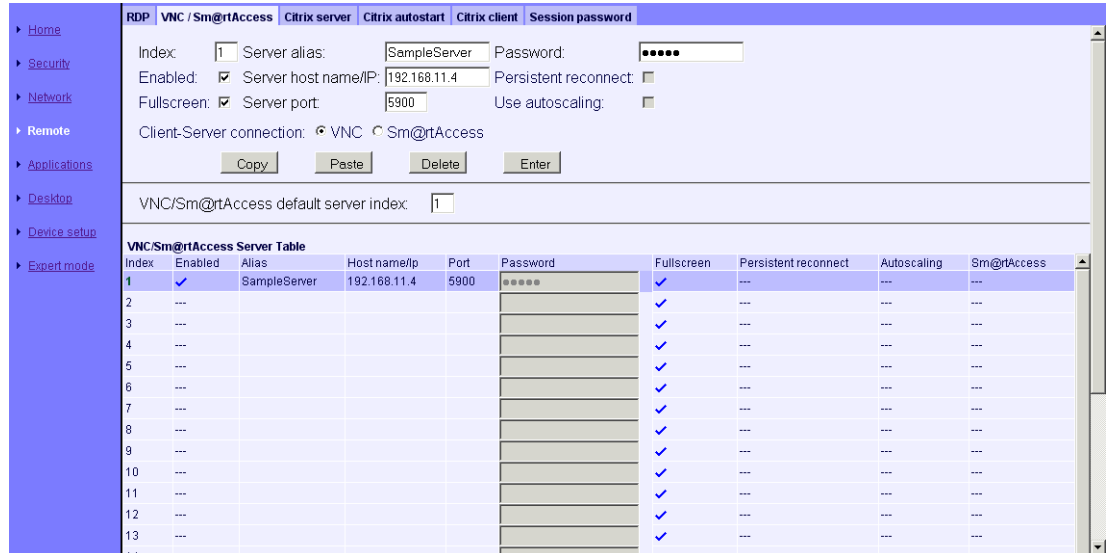 Home
Security
Network
Remote
Applications
Desktop
Device setup
Expert mode
RDP VNC / Sm@rtAccess Citrix server Citrix autostart Citrix client Session password
Index: 1 Server alias: SampleServer Password: •••••
Enabled: Server host name/IP: 192.168.11.4 Persistent reconnect:
Fullscreen: Server port: 5900 Use autoscaling:
Client-Server connection: VNC Sm@rtAccess
Copy Paste Delete Enter
VNC/Sm@rtAccess default server index: 1
VNC/Sm@rtAccess Server Table
Index Enabled Alias Host name/Ip Port Password Fullscreen Persistent reconnect Autoscaling Sm@rtAccess
1 ✓ SampleServer 192.168.11.4 5900 ••••• ✓ --- --- ---
2 --- ✓ --- --- ---
3 --- ✓ --- --- ---
4 --- ✓ --- --- ---
5 --- ✓ --- --- ---
6 --- ✓ --- --- ---
7 --- ✓ --- --- ---
8 --- ✓ --- --- ---
9 --- ✓ --- --- ---
10 --- ✓ --- --- ---
11 --- ✓ --- --- ---
12 --- ✓ --- --- ---
13 --- ✓ --- --- ---